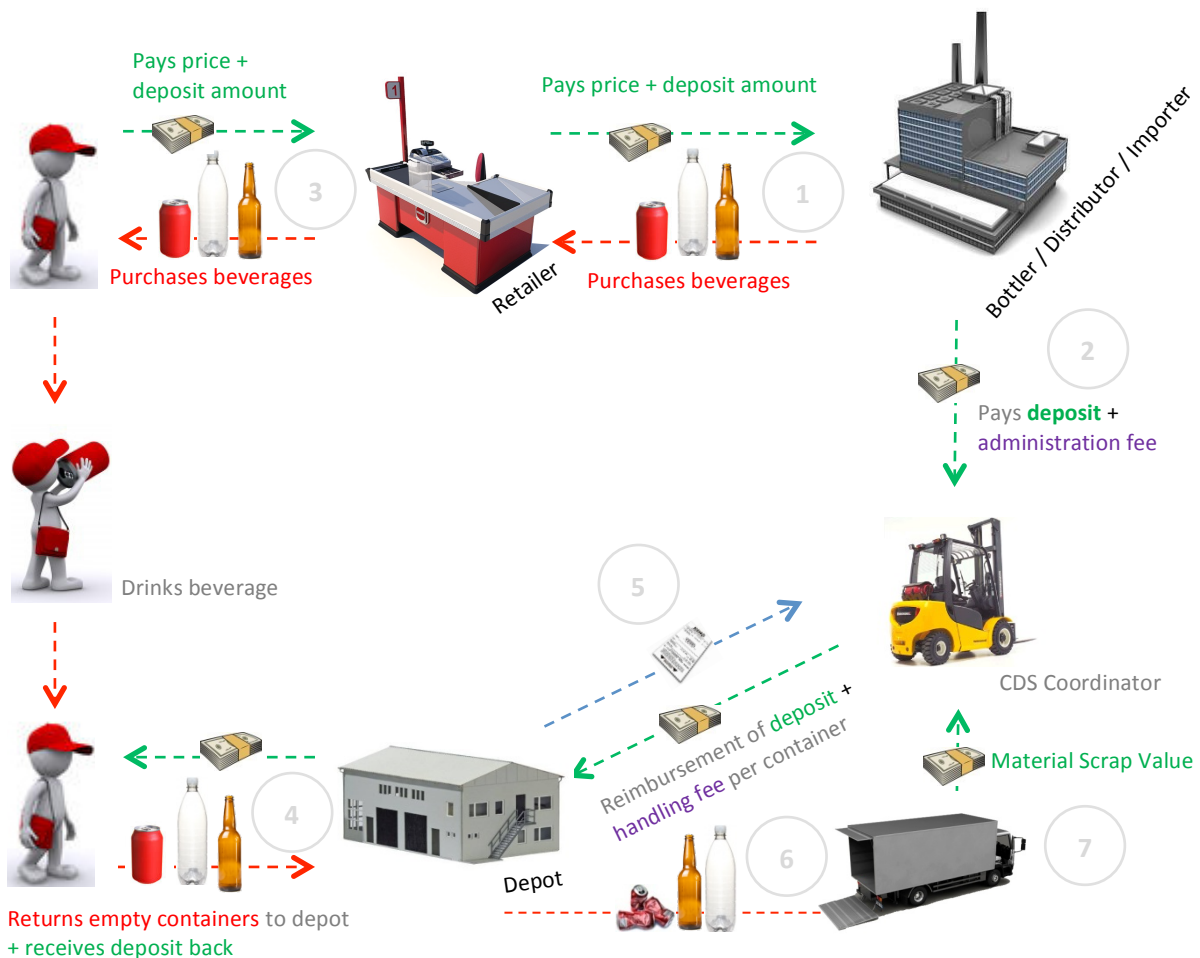 Pays price +
deposit amount
Pays price + deposit amount
1
3
1
Purchases beverages
Retailer
Purchases beverages
Bottler / Distributor / Importer
2
Pays deposit +
administration fee
Drinks beverage
5
CDS Coordinator
Reimbursement of deposit +
handling fee per container
Material Scrap Value
4
Depot
6
7
Returns empty containers to depot
+ receives deposit back